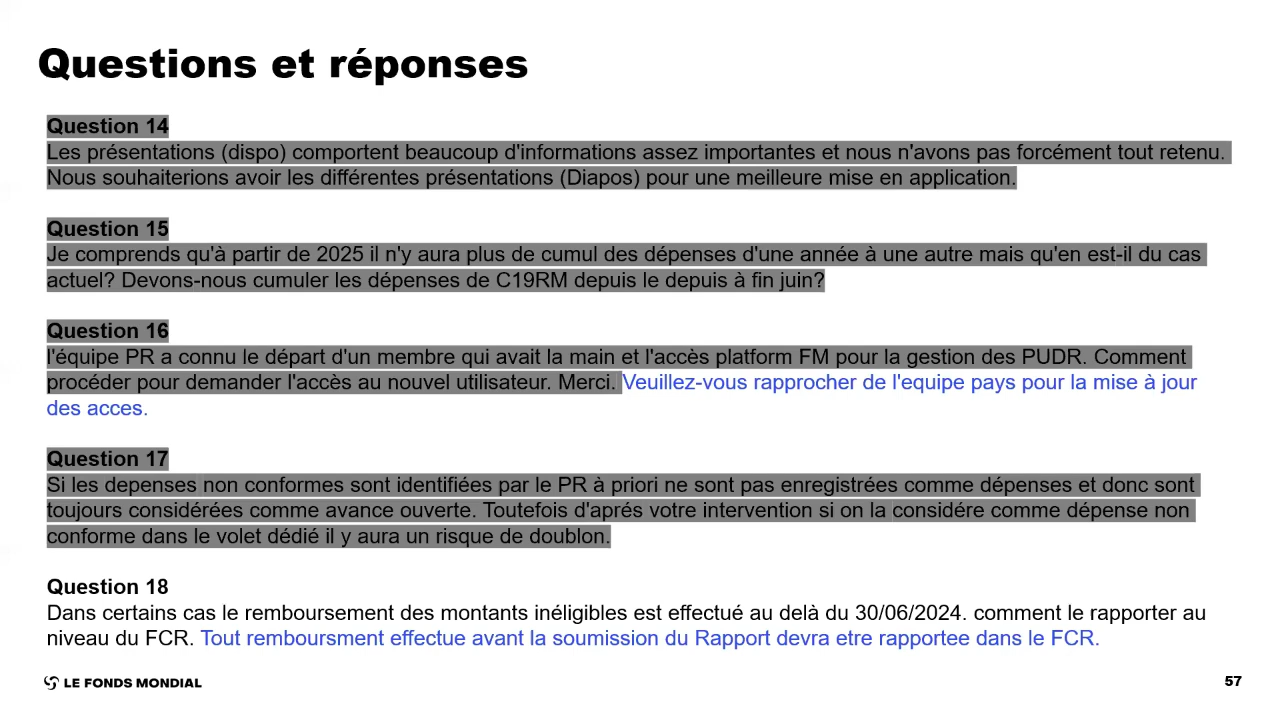 Questions et réponses
Question 14
Les présentations (dispo) comportent beaucoup d'informations assez importantes et nous n'avons pas forcément tout retenu.
Nous souhaiterions avoir les différentes présentations (Diapos) pour une meilleure mise en application.
Question 15
Je comprends qu'à partir de 2025 il n'y aura plus de cumul des dépenses d'une année à une autre mais qu'en est-il du cas
actuel? Devons-nous cumuler les dépenses de C19RM depuis le depuis à fin juin?
Question 16
l'équipe PR a connu le départ d'un membre qui avait la main et l'accès platform FM pour la gestion des PUDR. Comment
procéder pour demander l'accès au nouvel utilisateur. Merci. Veuillez-vous rapprocher de l'equipe pays pour la mise à jour
des acces.
Question 17
Si les depenses non conformes sont identifiées par le PR à priori ne sont pas enregistrées comme dépenses et donc sont
toujours considérées comme avance ouverte. Toutefois d'aprés votre intervention si on la considére comme dépense non
conforme dans le volet dédié il y aura un risque de doublon.
Question 18
Dans certains cas le remboursement des montants inéligibles est effectué au delà du 30/06/2024. comment le rapporter au
niveau du FCR. Tout remboursment effectue avant la soumission du Rapport devra etre rapportee dans le FCR.
LE FONDS MONDIAL
57